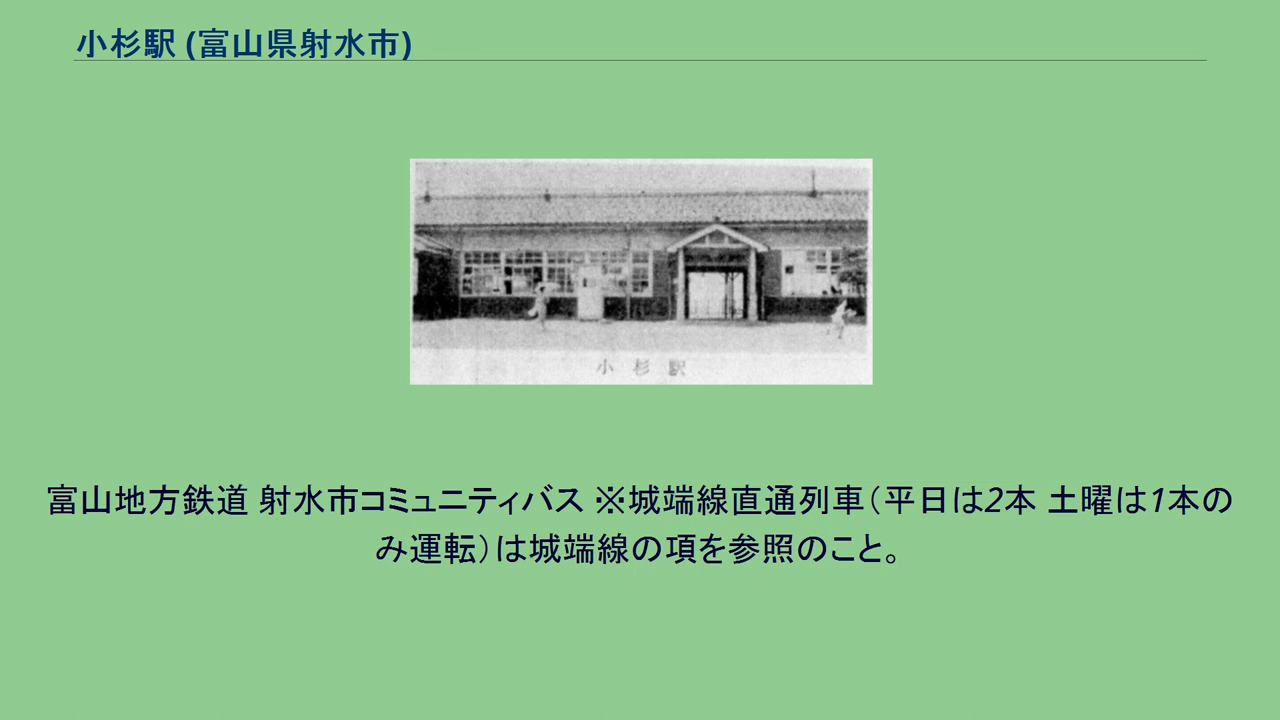 小杉駅 (富山県射水市)
小杉駅
富山地方鉄道 射水市コミュニティバス ※城端線直通列車（平日は2本 土曜は1本の
み運転）は城端線の項を参照のこと。